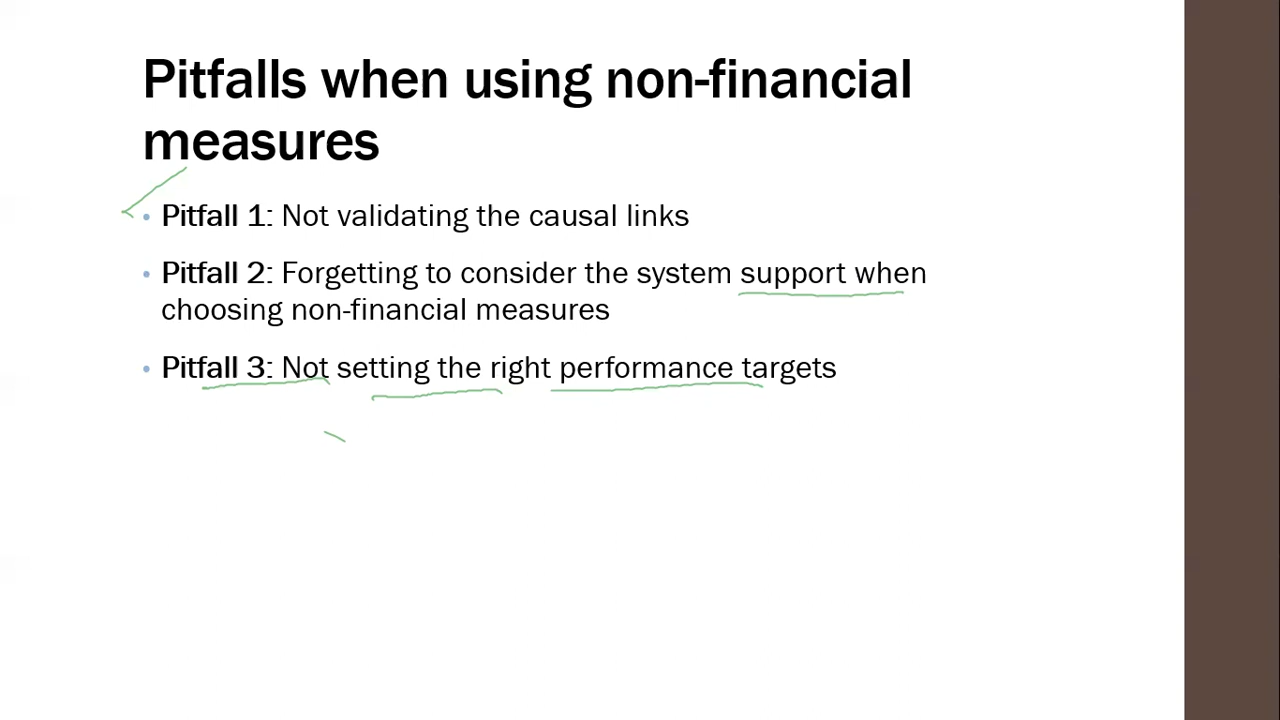 Pitfalls when using non-financial
measures
• Pitfall 1: Not validating the causal links
• Pitfall 2: Forgetting to consider the system support when
choosing non-financial measures
• Pitfall 3: Not setting the right performance targets